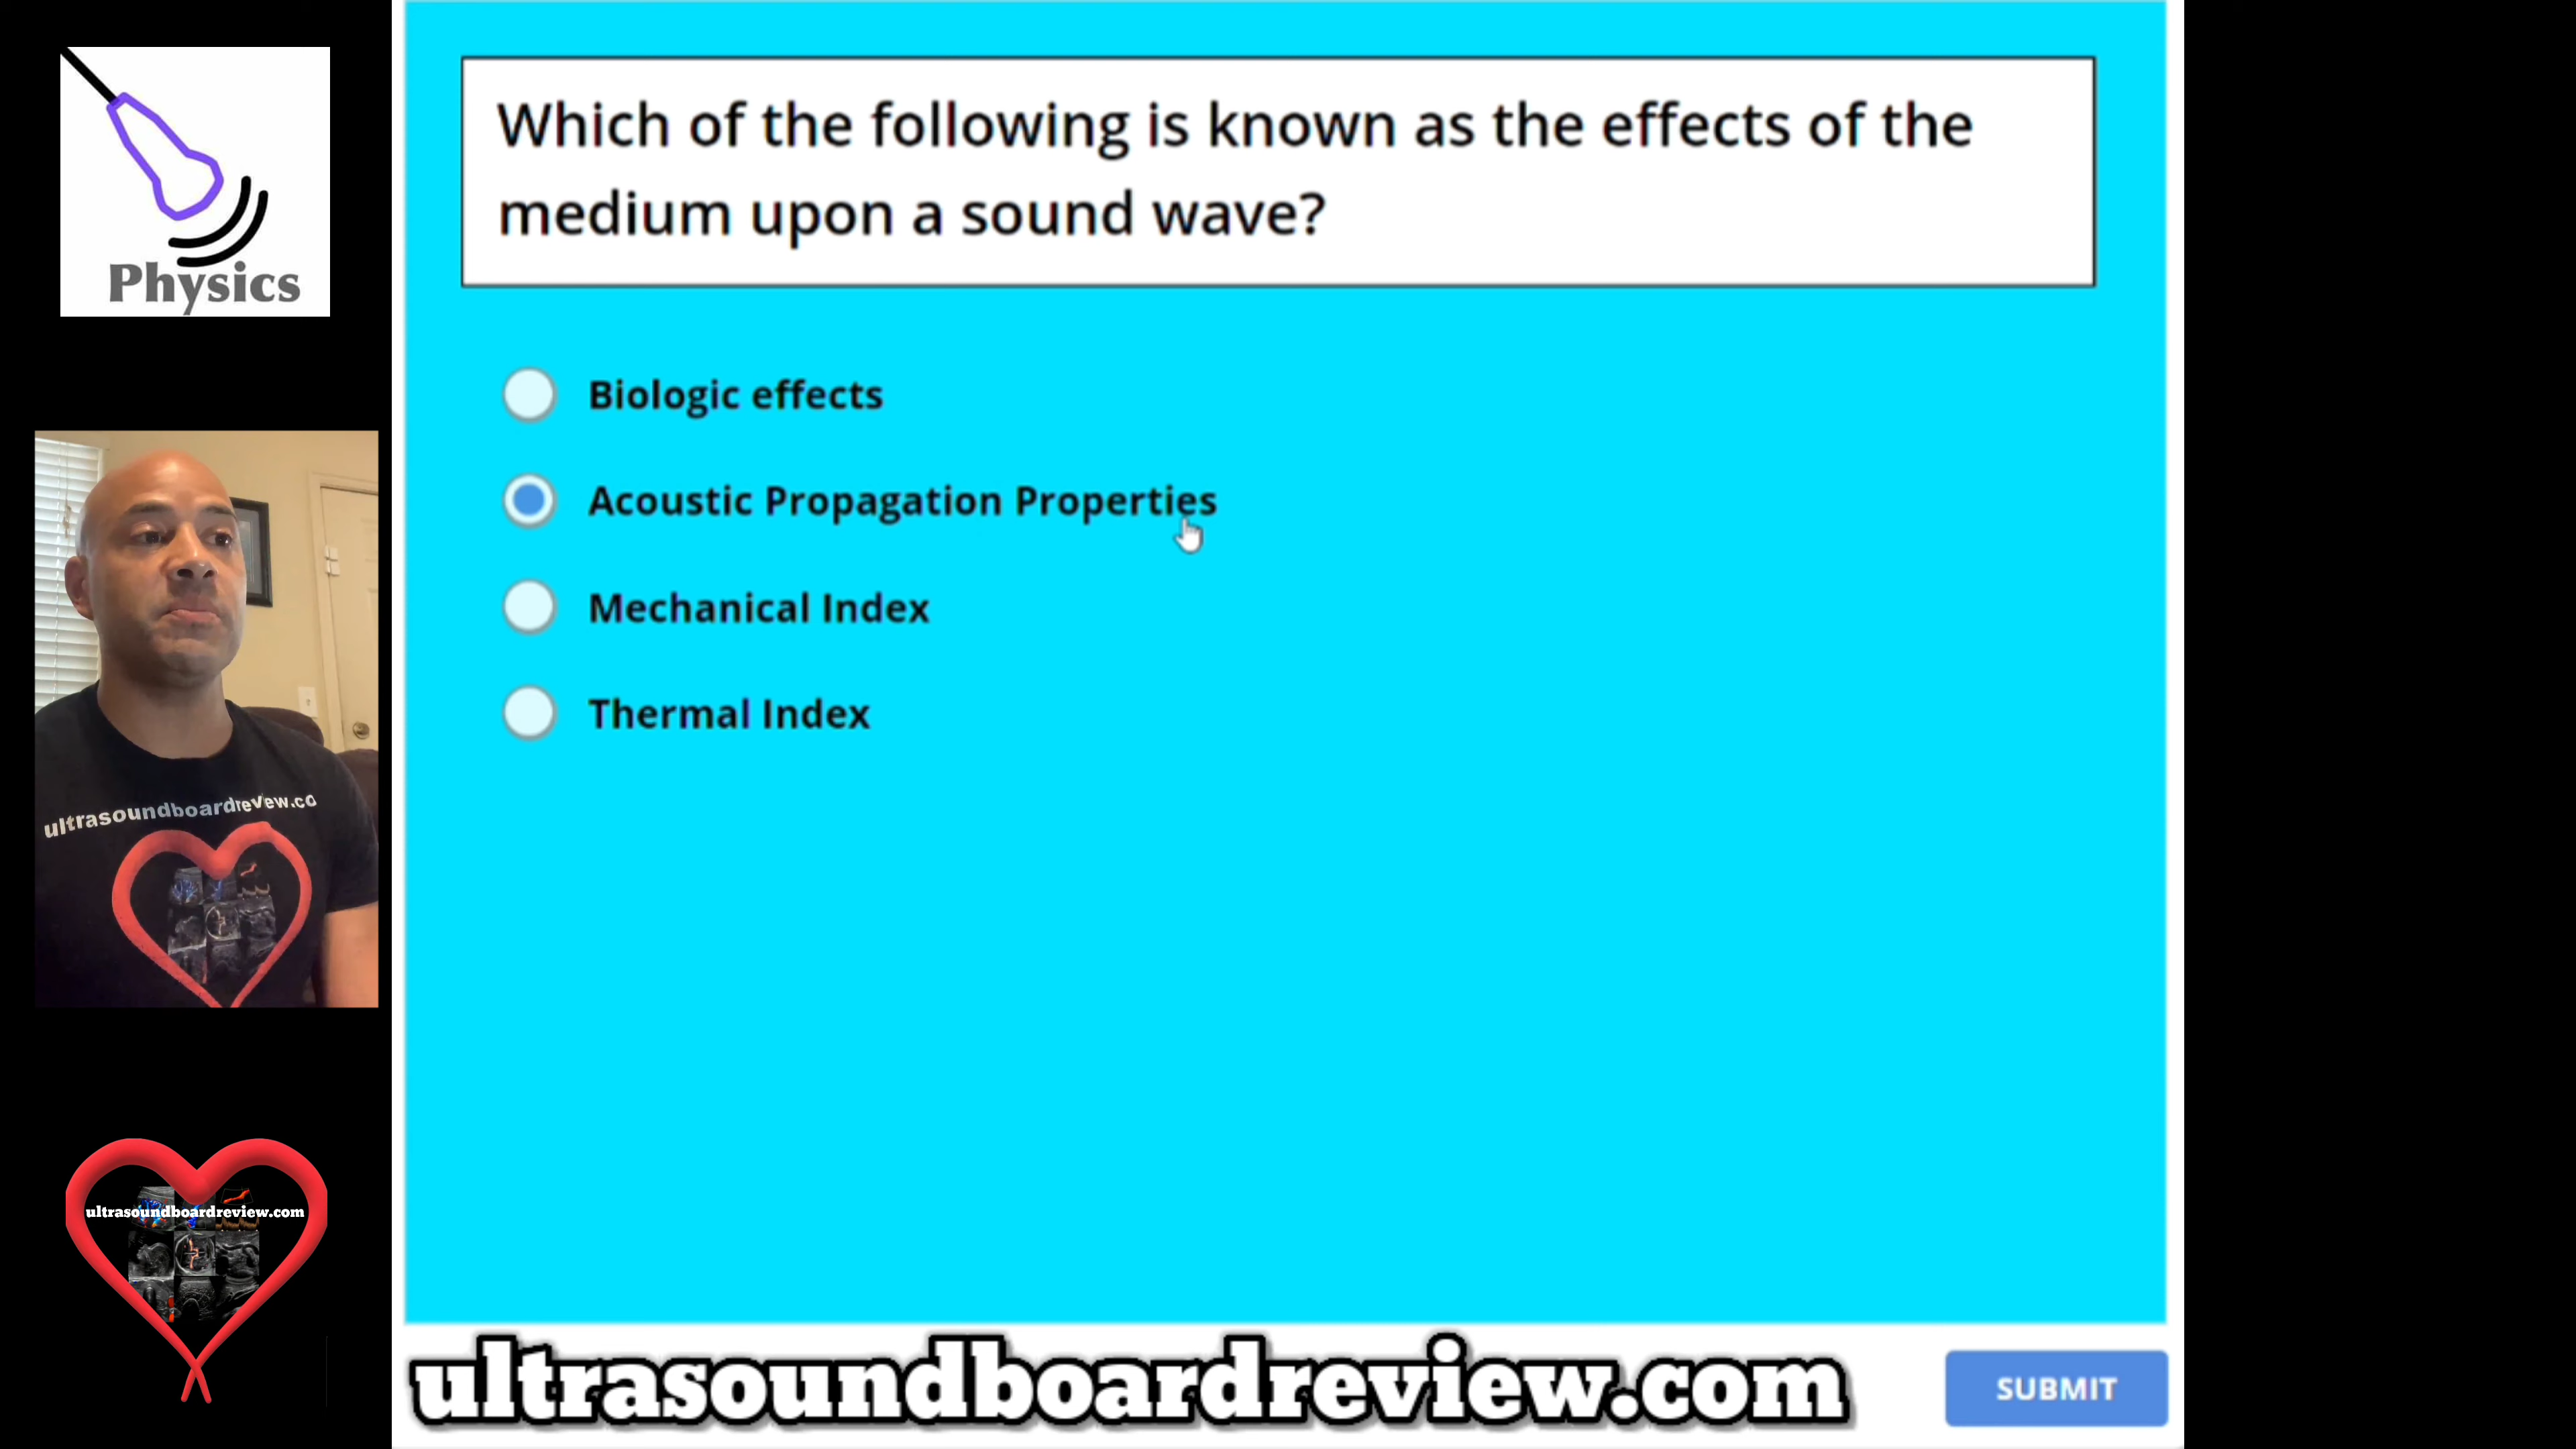 Physics
Which of the following is known as the effects of the
medium upon a sound wave?
Biologic effects
Acoustic Propagation Properties
Mechanical Index
Thermal Index
ultrasoundboardreview.co
ultrasoundboardreview.com
ultrasoundboardreview.com
SUBMIT